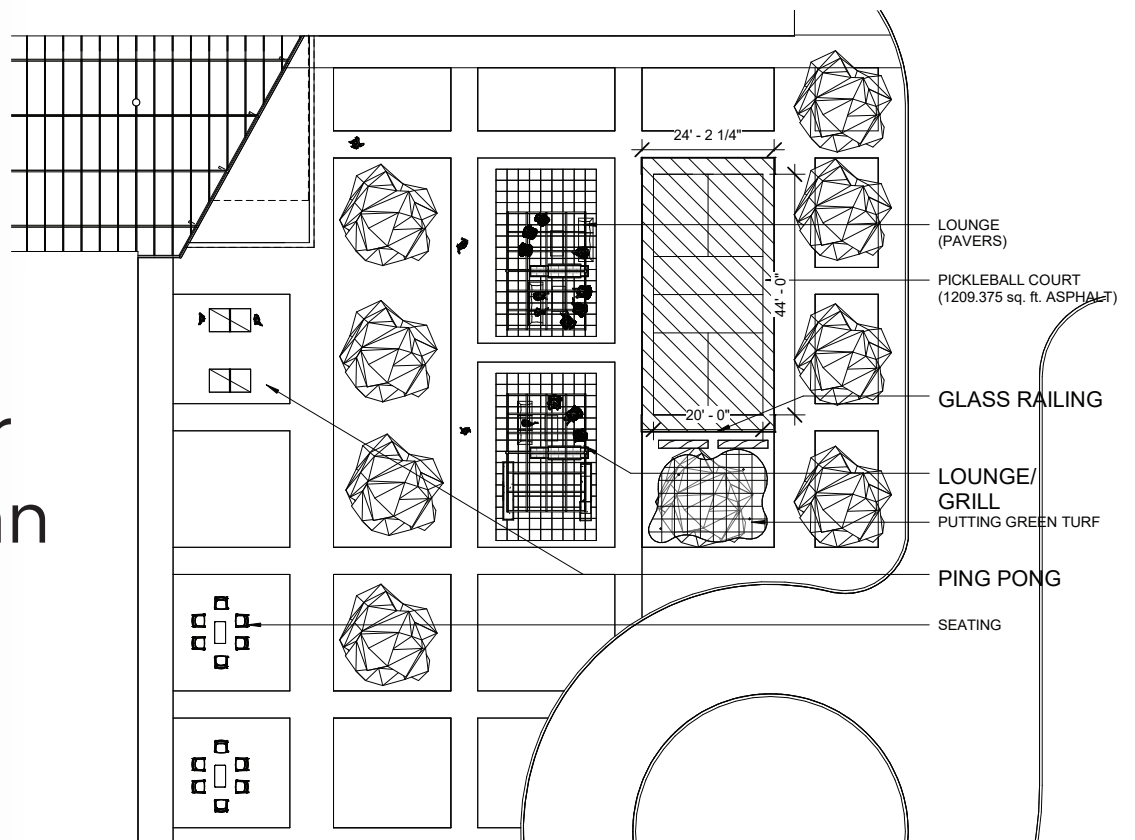 24' - 2 1/4"
LOUNGE
(PAVERS)
PICKLEBALL COURT
(1209.375 sq. ft. ASPHALT)
44' - 0"
GLASS RAILING
20' - 0"
LOUNGE/
GRILL
PUTTING GREEN TURF
PING PONG
SEATING